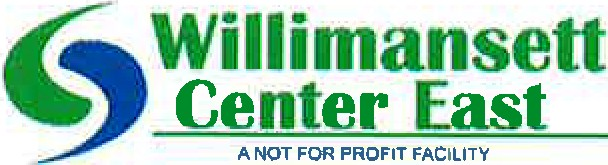 Willimansett
Center East
A NOT FOR PROFIT FACILITY